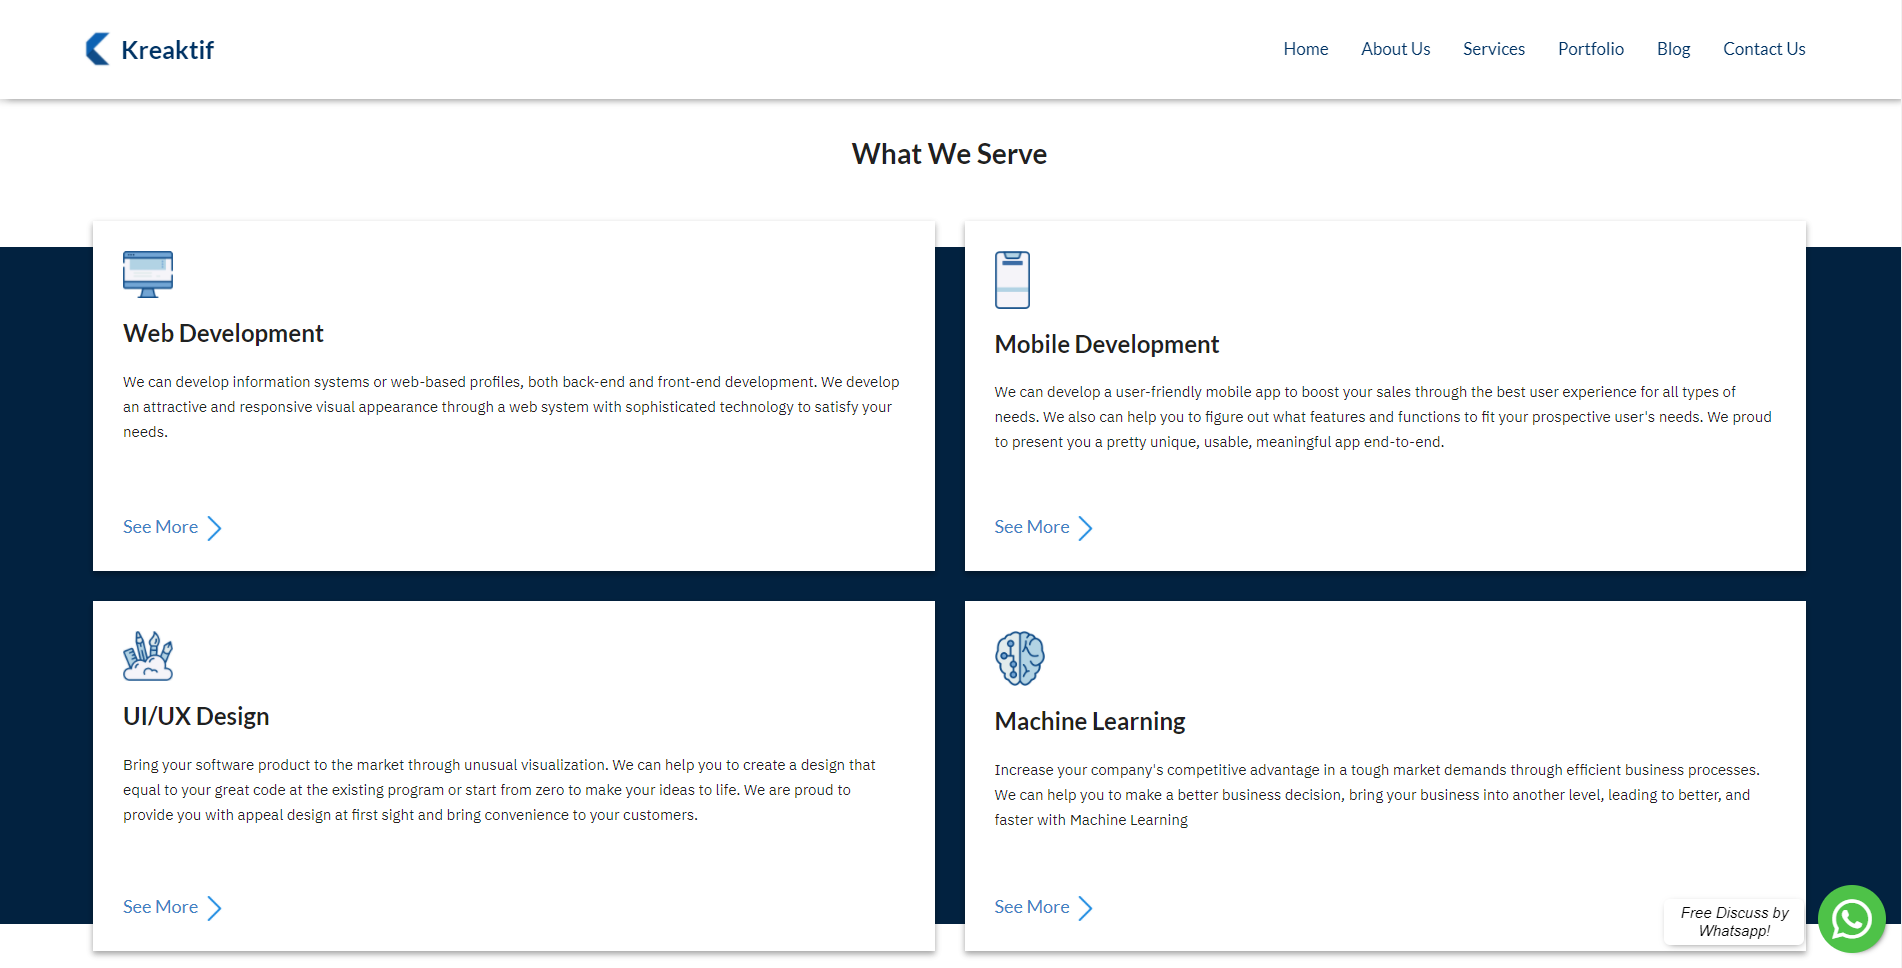 Kreaktif
Home About Us Services Portfolio Blog Contact Us
What We Serve
Web Development
We can develop information systems or web-based profiles, both back-end and front-end development. We develop
an attractive and responsive visual appearance through a web system with sophisticated technology to satisfy your
needs.
See More
Mobile Development
We can develop a user-friendly mobile app to boost your sales through the best user experience for all types of
needs. We also can help you to figure out what features and functions to fit your prospective user's needs. We proud
to present you a pretty unique, usable, meaningful app end-to-end.
See More
UI/UX Design
Bring your software product to the market through unusual visualization. We can help you to create a design that
equal to your great code at the existing program or start from zero to make your ideas to life. We are proud to
provide you with appeal design at first sight and bring convenience to your customers.
See More
Machine Learning
Increase your company's competitive advantage in a tough market demands through efficient business processes.
We can help you to make a better business decision, bring your business into another level, leading to better, and
faster with Machine Learning
See More
Free Discuss by
Whatsapp!